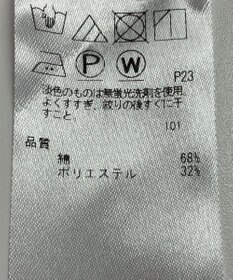 P W
P23
淡色のものは無蛍光洗剤を使用。
よくすすぎ、絞りの後すぐに干
すこと。
101
品質
綿 68%
ポリエステル 32%